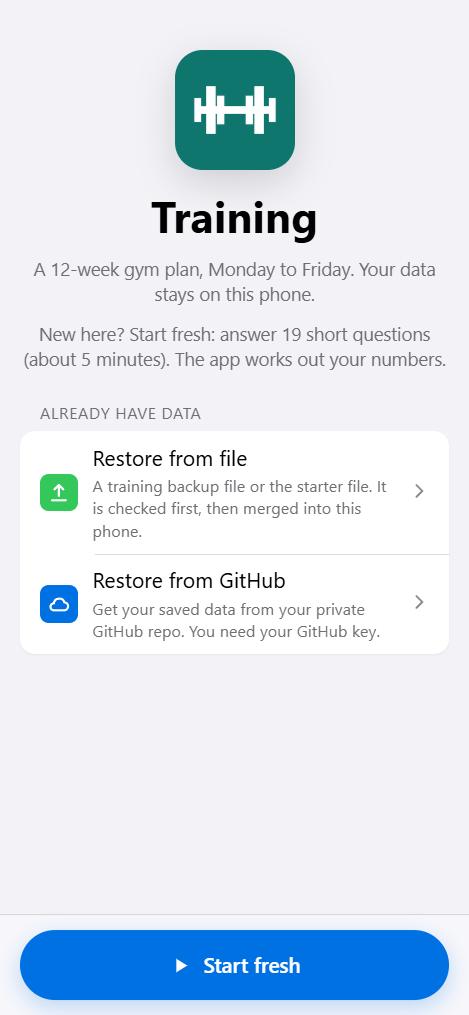 Training
A 12-week gym plan, Monday to Friday. Your data
stays on this phone.
New here? Start fresh: answer 19 short questions
(about 5 minutes). The app works out your numbers.
ALREADY HAVE DATA
Restore from file
A training backup file or the starter file. It
is checked first, then merged into this
phone.
Restore from GitHub
Get your saved data from your private
GitHub repo. You need your GitHub key.
Start fresh